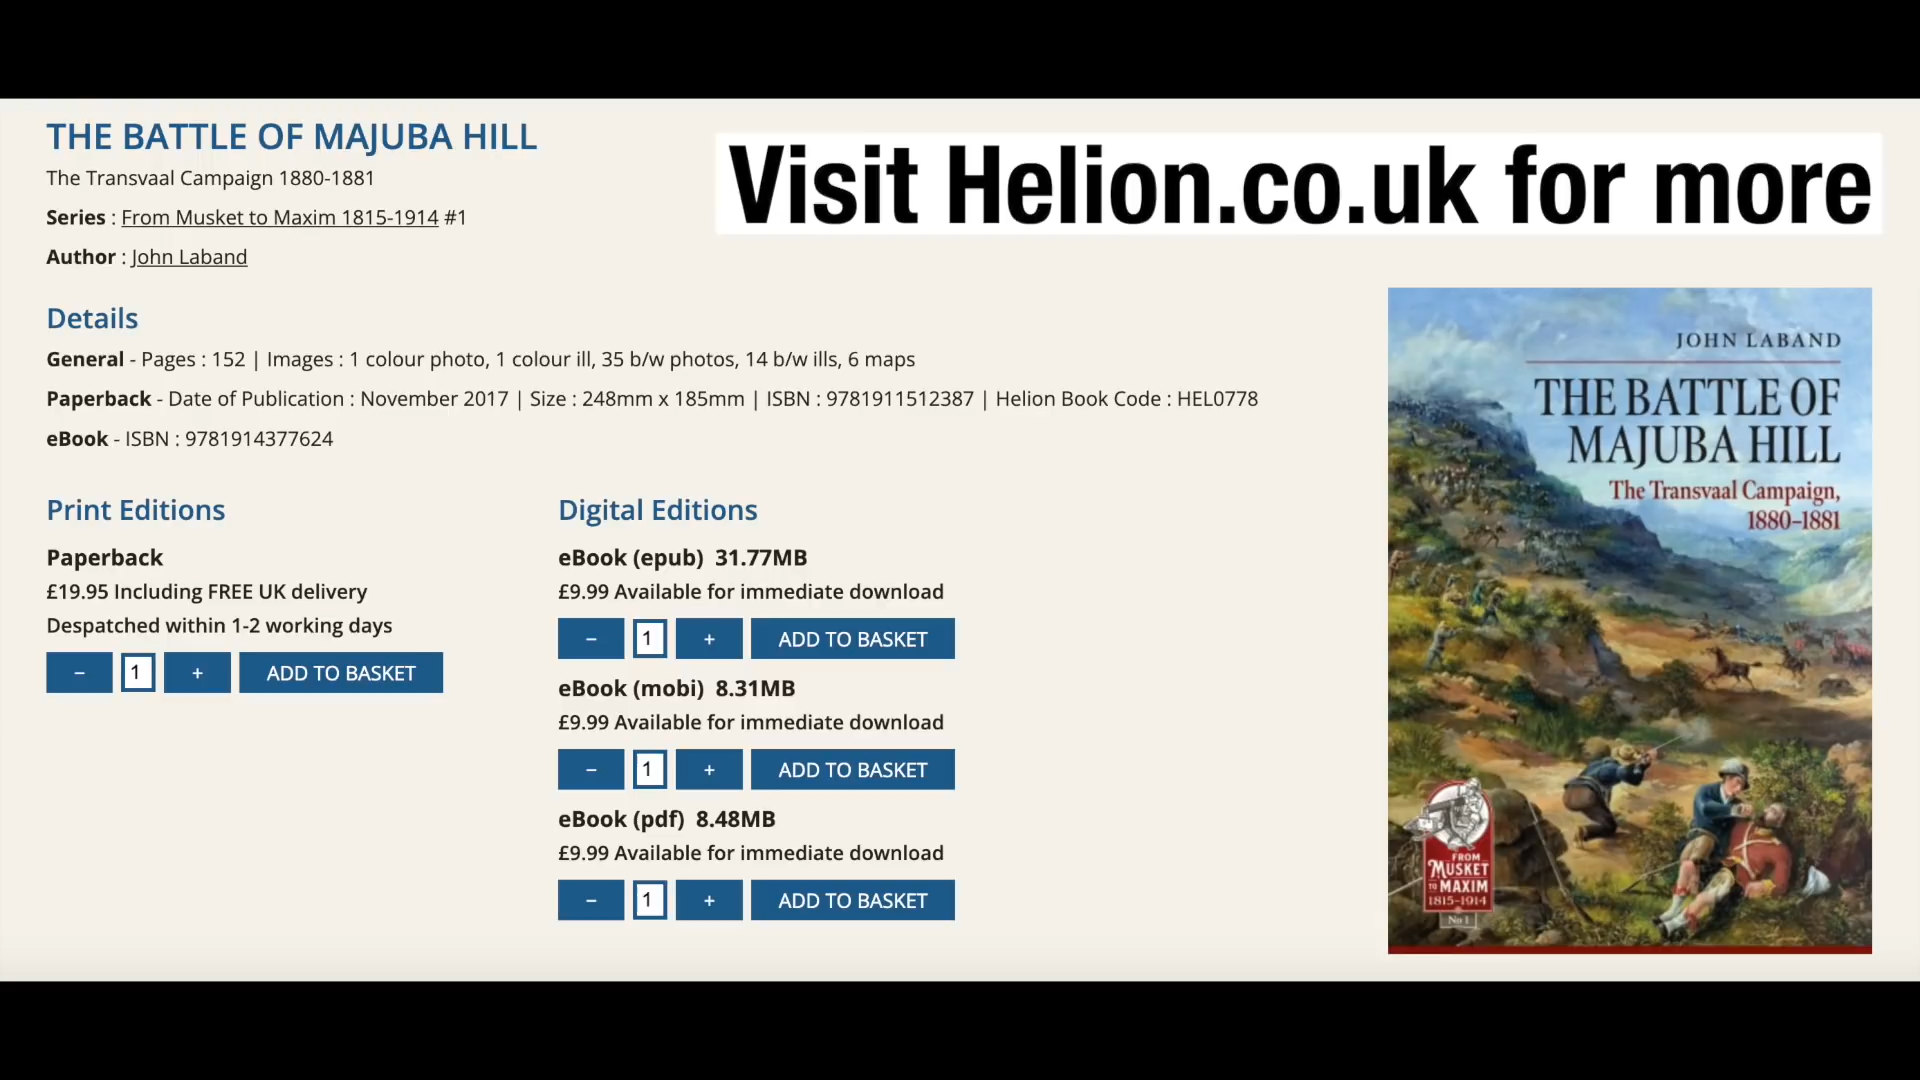 THE BATTLE OF MAJUBA HILL
The Transvaal Campaign 1880-1881
Series : From Musket to Maxim 1815-1914 #1
Author : John Laband
Visit Helion.co.uk for more
Details
General - Pages : 152 | Images : 1 colour photo, 1 colour ill, 35 b/w photos, 14 b/w ills, 6 maps
Paperback - Date of Publication : November 2017 | Size : 248mm x 185mm | ISBN : 9781911512387 | Helion Book Code : HEL0778
eBook - ISBN : 9781914377624
Print Editions
Paperback
£19.95 Including FREE UK delivery
Despatched within 1-2 working days
− 1 + ADD TO BASKET
Digital Editions
eBook (epub) 31.77MB
£9.99 Available for immediate download
− 1 + ADD TO BASKET
eBook (mobi) 8.31MB
£9.99 Available for immediate download
− 1 + ADD TO BASKET
eBook (pdf) 8.48MB
£9.99 Available for immediate download
− 1 + ADD TO BASKET
JOHN LABAND
THE BATTLE OF
MAJUBA HILL
The Transvaal Campaign,
1880–1881
FROM
MUSKET
TO MAXIM
1815-1914
No 1